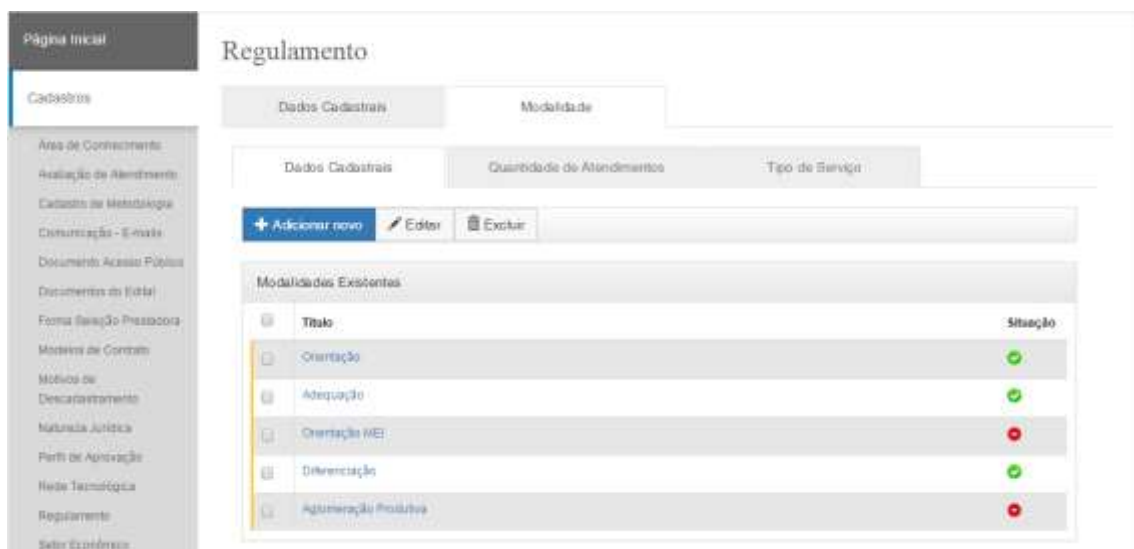 Página Inicial
Cadastros
Área de Conhecimento
Avaliação de Atendimento
Cadastro de Metodologia
Comunicação - E-mails
Documento Acesso Público
Documentos do Edital
Forma Seleção Prestadora
Modelos de Contrato
Motivos de
Descadastramento
Natureza Jurídica
Perfil de Aprovação
Rede Tecnológica
Regulamento
Setor Econômico
Regulamento
Dados Cadastrais
Modalidade
Dados Cadastrais
Quantidade de Atendimentos
Tipo de Serviço
Adicionar novo
Editar
Excluir
Modalidades Existentes
Título
Situação
Orientação
Adequação
Orientação MEI
Diferenciação
Aglomeração Produtiva